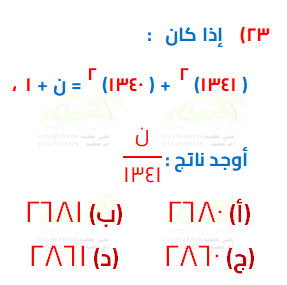 ٢٣) إذا كان :
(١٣٤١)٢ + (١٣٤٠)٢ = ن + ١ ،
أوجد ناتج : ن / ١٣٤١
(أ) ٢٦٨٠ (ب) ٢٦٨١
(ج) ٢٨٦٠ (د) ٢٨٦١